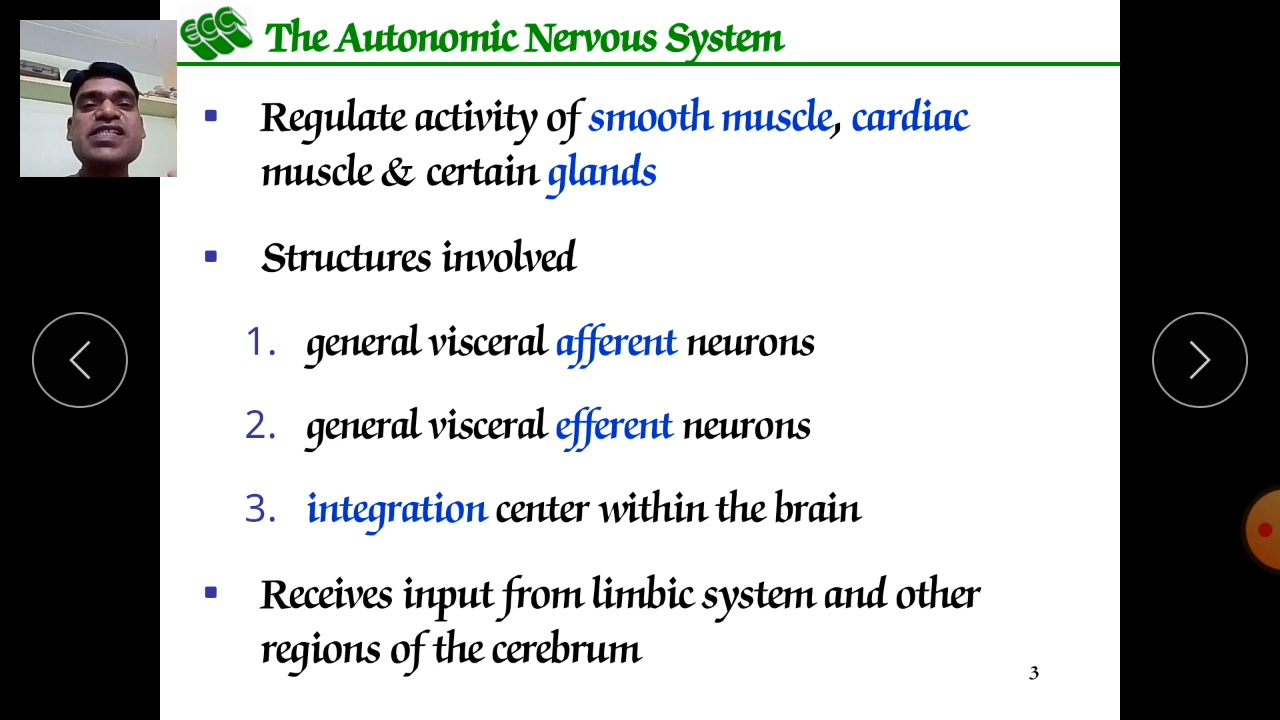 ECC The Autonomic Nervous System
▪ Regulate activity of smooth muscle, cardiac
muscle & certain glands
▪ Structures involved
1. general visceral afferent neurons
2. general visceral efferent neurons
3. integration center within the brain
▪ Receives input from limbic system and other
regions of the cerebrum
3